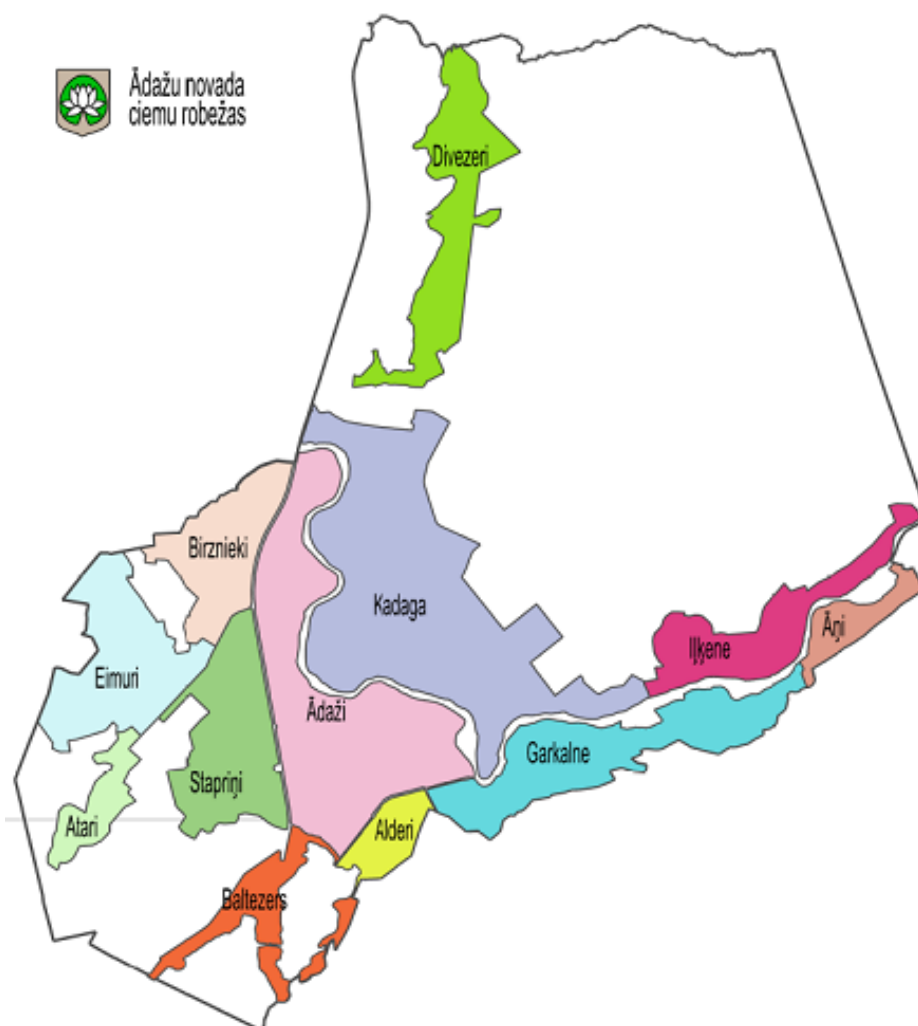 Ādažu novada
ciemu robežas
Divezeri
Birznieki
Kadaga
Iļķene
Āņi
Eimuri
Ādaži
Garkalne
Stapriņi
Atari
Alderi
Baltezers